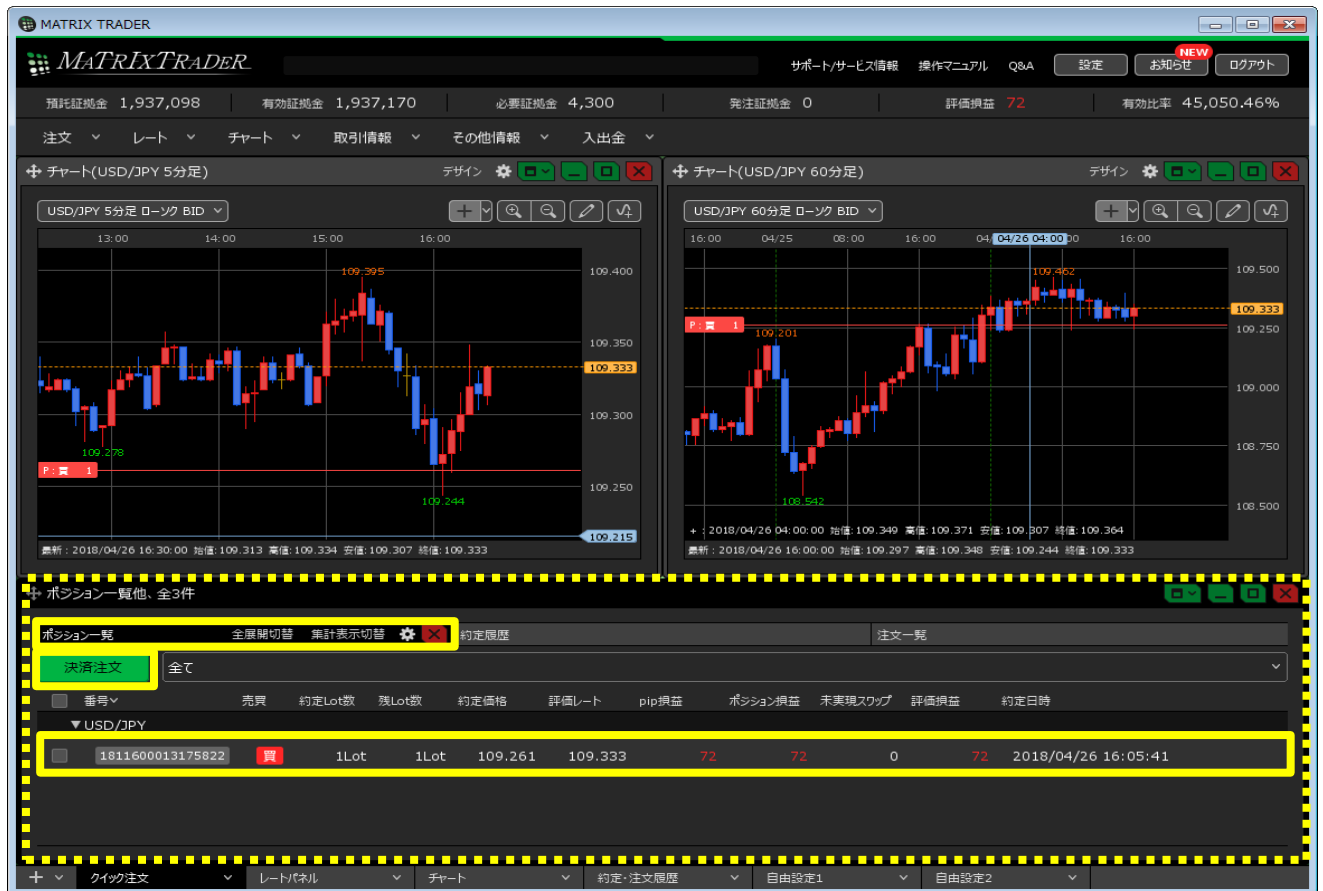 MATRIX TRADER
MATRIXTRADER
サポート/サービス情報 操作マニュアル Q&A 設定 お知らせ NEW ログアウト
預託証拠金 1,937,098 有効証拠金 1,937,170 必要証拠金 4,300 発注証拠金 0 評価損益 72 有効比率 45,050.46%
注文 レート チャート 取引情報 その他情報 入出金
チャート(USD/JPY 5分足) デザイン
USD/JPY 5分足 ローソク BID
13:00 14:00 15:00 16:00
109.395
109.400
109.350
109.333
109.300
109.278
P:買 1
109.250
109.244
109.215
最新:2018/04/26 16:30:00 始値:109.313 高値:109.334 安値:109.307 終値:109.333
チャート(USD/JPY 60分足) デザイン
USD/JPY 60分足 ローソク BID
16:00 04/25 08:00 16:00 04/ 04/26 04:00 00 16:00
109.462
109.500
109.333
P:買 1
109.201
109.250
109.000
108.750
108.542
108.500
+ :2018/04/26 04:00:00 始値:109.349 高値:109.371 安値:109.307 終値:109.364
最新:2018/04/26 16:00:00 始値:109.297 高値:109.348 安値:109.244 終値:109.333
ポジション一覧他、全3件
ポジション一覧 全展開切替 集計表示切替 約定履歴 注文一覧
決済注文 全て
番号 売買 約定Lot数 残Lot数 約定価格 評価レート pip損益 ポジション損益 未実現スワップ 評価損益 約定日時
▼USD/JPY
1811600013175822 買 1Lot 1Lot 109.261 109.333 72 72 0 72 2018/04/26 16:05:41
クイック注文 レートパネル チャート 約定・注文履歴 自由設定1 自由設定2